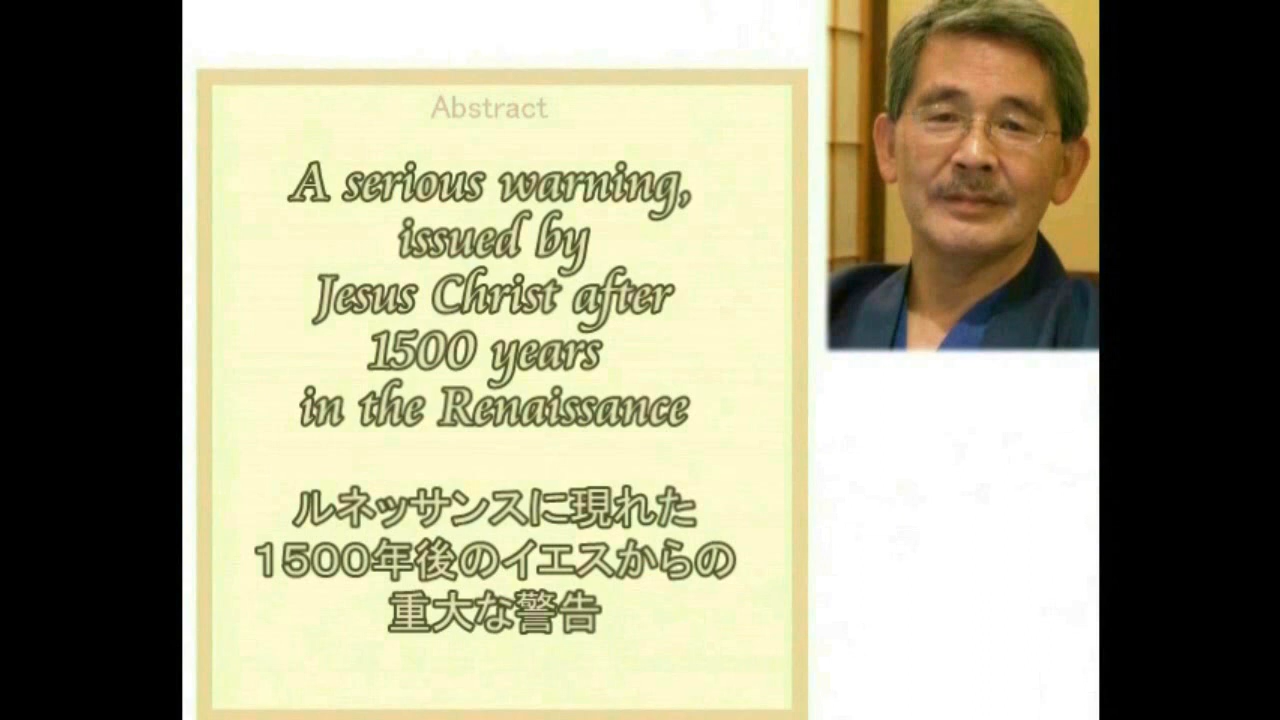 Abstract
A serious warning,
issued by
Jesus Christ after
1500 years
in the Renaissance
ルネッサンスに現れた
1500年後のイエスからの
重大な警告